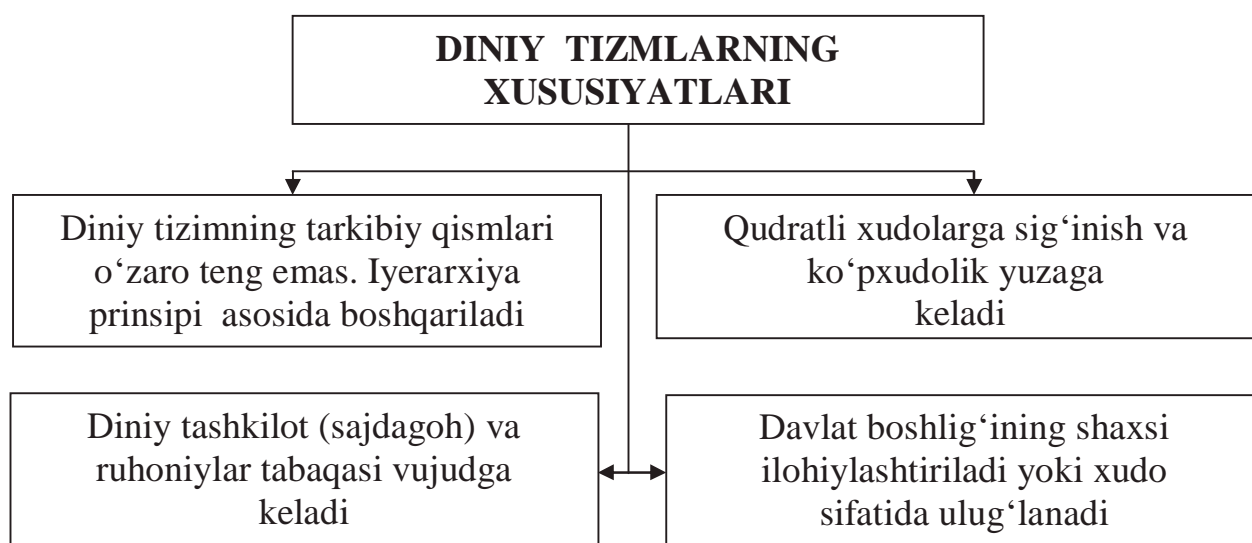 DINIY TIZMLARNING
XUSUSIYATLARI
Diniy tizimning tarkibiy qismlari
o‘zaro teng emas. Iyerarxiya
prinsipi asosida boshqariladi
Qudratli xudolarga sig‘inish va
ko‘pxudolik yuzaga
keladi
Diniy tashkilot (sajdagoh) va
ruhoniylar tabaqasi vujudga
keladi
Davlat boshlig‘ining shaxsi
ilohiylashtiriladi yoki xudo
sifatida ulug‘lanadi